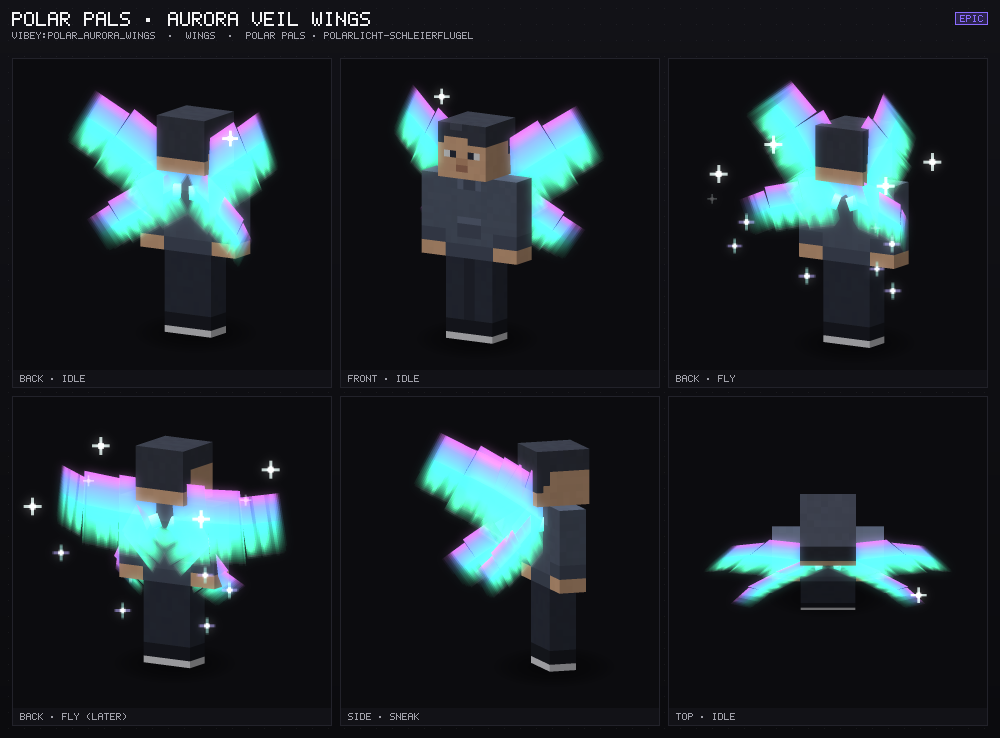 POLAR PALS · AURORA VEIL WINGS
EPIC
VIBEY:POLAR_AURORA_WINGS · WINGS · POLAR PALS · POLARLICHT-SCHLEIERFLUGEL
BACK · IDLE
FRONT · IDLE
BACK · FLY
BACK · FLY (LATER)
SIDE · SNEAK
TOP · IDLE